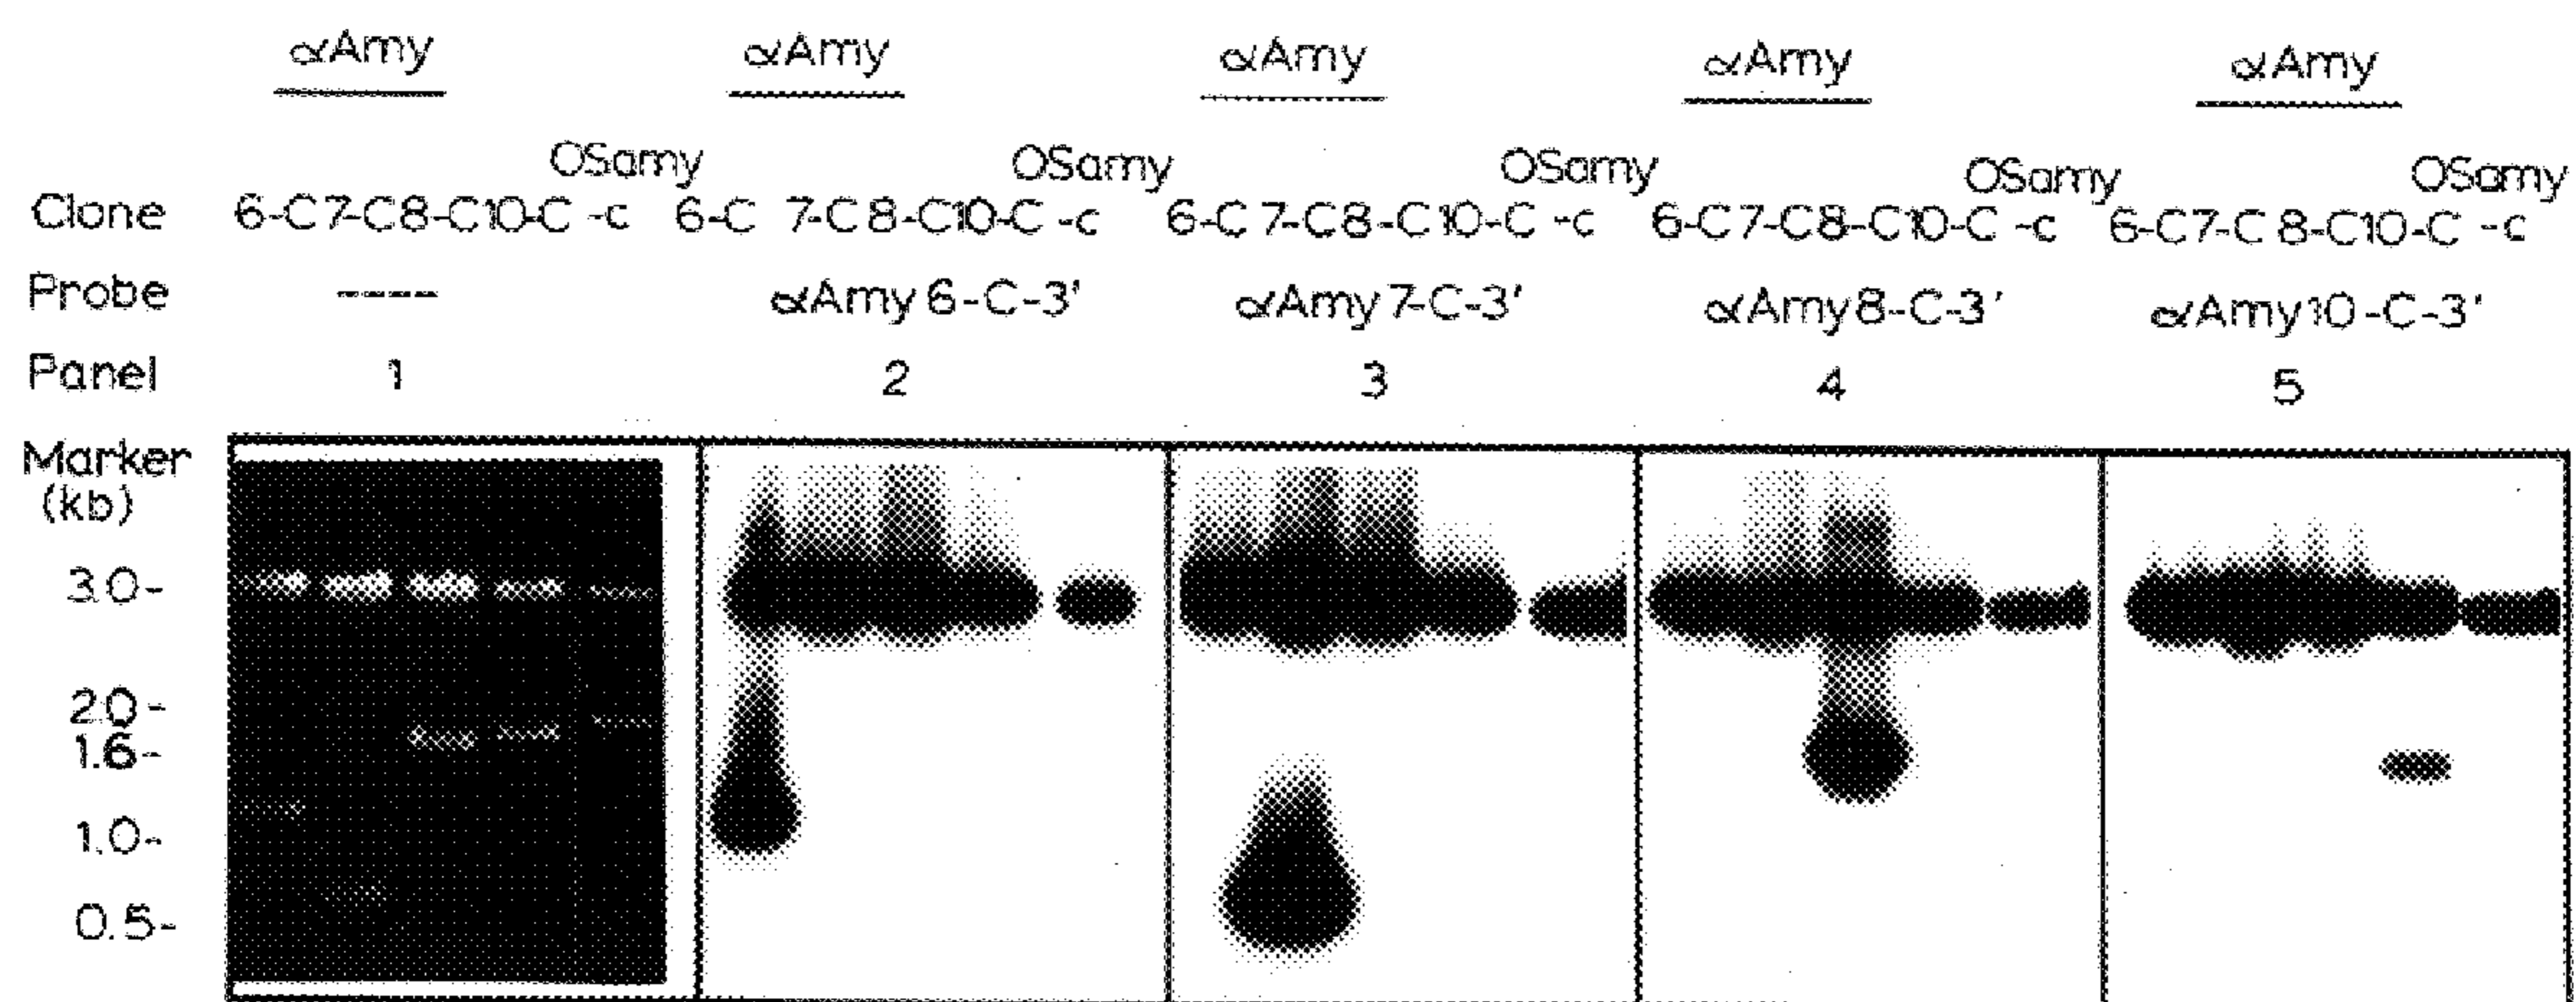 αAmy αAmy αAmy αAmy αAmy
OSamy OSamy OSamy OSamy OSamy
Clone 6-C 7-C 8-C 10-C -c 6-C 7-C 8-C 10-C -c 6-C 7-C 8-C 10-C -c 6-C 7-C 8-C 10-C -c 6-C 7-C 8-C 10-C -c
Probe ---- αAmy 6-C-3' αAmy 7-C-3' αAmy 8-C-3' αAmy 10-C-3'
Panel 1 2 3 4 5
Marker
(kb)
3.0-
2.0-
1.6-
1.0-
0.5-